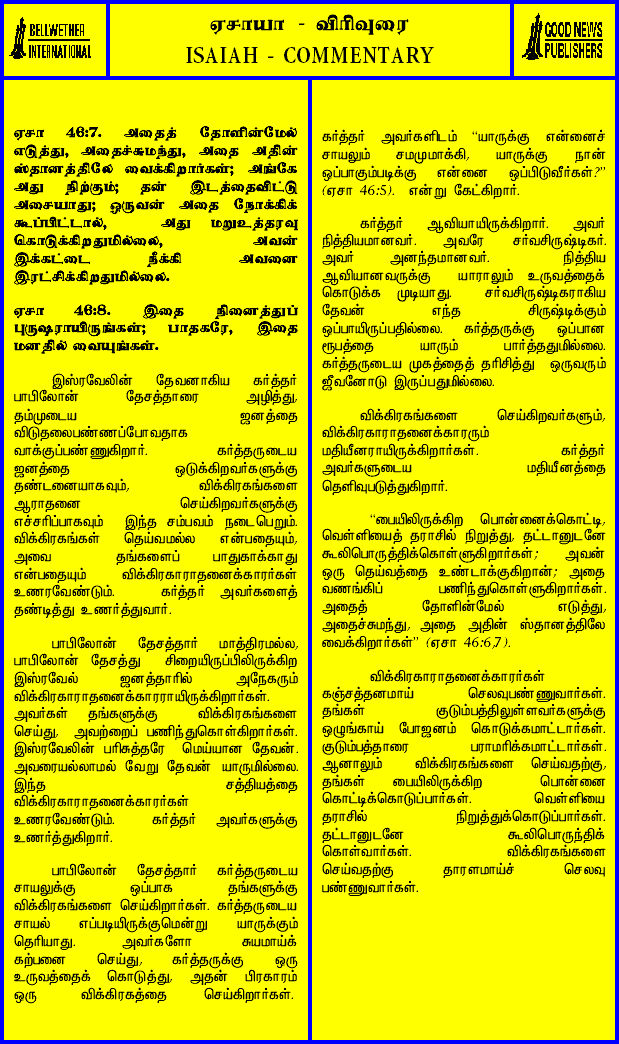 BELLWETHER
INTERNATIONAL
ஏசாயா - விரிவுரை
ISAIAH - COMMENTARY
GOOD NEWS
PUBLISHERS
ஏசா 46:7. அதைத் தோளின்மேல்
எடுத்து, அதைச்சுமந்து, அதை அதின்
ஸ்தானத்திலே வைக்கிறார்கள்; அங்கே
அது நிற்கும்; தன் இடத்தைவிட்டு
அசையாது; ஒருவன் அதை நோக்கிக்
கூப்பிட்டால், அது மறுஉத்தரவு
கொடுக்கிறதுமில்லை, அவன்
இக்கட்டை நீக்கி அவனை
இரட்சிக்கிறதுமில்லை.
ஏசா 46:8. இதை நினைத்துப்
புருஷராயிருங்கள்; பாதகரே, இதை
மனதில் வையுங்கள்.
இஸ்ரவேலின் தேவனாகிய கர்த்தர்
பாபிலோன் தேசத்தாரை அழித்து,
தம்முடைய ஜனத்தை
விடுதலைபண்ணப்போவதாக
வாக்குப்பண்ணுகிறார். கர்த்தருடைய
ஜனத்தை ஒடுக்கிறவர்களுக்கு
தண்டனையாகவும், விக்கிரகங்களை
ஆராதனை செய்கிறவர்களுக்கு
எச்சரிப்பாகவும் இந்த சம்பவம் நடைபெறும்.
விக்கிரகங்கள் தெய்வமல்ல என்பதையும்,
அவை தங்களைப் பாதுகாக்காது
என்பதையும் விக்கிரகாராதனைக்காரர்கள்
உணரவேண்டும். கர்த்தர் அவர்களைத்
தண்டித்து உணர்த்துவார்.
பாபிலோன் தேசத்தார் மாத்திரமல்ல,
பாபிலோன் தேசத்து சிறையிருப்பிலிருக்கிற
இஸ்ரவேல் ஜனத்தாரில் அநேகரும்
விக்கிரகாராதனைக்காரராயிருக்கிறார்கள்.
அவர்கள் தங்களுக்கு விக்கிரகங்களை
செய்து, அவற்றைப் பணிந்துகொள்கிறார்கள்.
இஸ்ரவேலின் பரிசுத்தரே மெய்யான தேவன்.
அவரையல்லாமல் வேறு தேவன் யாருமில்லை.
இந்த சத்தியத்தை
விக்கிரகாராதனைக்காரர்கள்
உணரவேண்டும். கர்த்தர் அவர்களுக்கு
உணர்த்துகிறார்.
பாபிலோன் தேசத்தார் கர்த்தருடைய
சாயலுக்கு ஒப்பாக தங்களுக்கு
விக்கிரகங்களை செய்கிறார்கள். கர்த்தருடைய
சாயல் எப்படியிருக்குமென்று யாருக்கும்
தெரியாது. அவர்களோ சுயமாய்க்
கற்பனை செய்து, கர்த்தருக்கு ஒரு
உருவத்தைக் கொடுத்து, அதன் பிரகாரம்
ஒரு விக்கிரகத்தை செய்கிறார்கள்.
கர்த்தர் அவர்களிடம் “யாருக்கு என்னைச்
சாயலும் சமமுமாக்கி, யாருக்கு நான்
ஒப்பாகும்படிக்கு என்னை ஒப்பிடுவீர்கள்?”
(ஏசா 46:5). என்று கேட்கிறார்.
கர்த்தர் ஆவியாயிருக்கிறார். அவர்
நித்தியமானவர். அவரே சர்வசிருஷ்டிகர்.
அவர் அனந்தமானவர். நித்திய
ஆவியானவருக்கு யாராலும் உருவத்தைக்
கொடுக்க முடியாது. சர்வசிருஷ்டிகராகிய
தேவன் எந்த சிருஷ்டிக்கும்
ஒப்பாயிருப்பதில்லை. கர்த்தருக்கு ஒப்பான
ரூபத்தை யாரும் பார்த்ததுமில்லை.
கர்த்தருடைய முகத்தைத் தரிசித்து ஒருவரும்
ஜீவனோடு இருப்பதுமில்லை.
விக்கிரகங்களை செய்கிறவர்களும்,
விக்கிரகாராதனைக்காரரும்
மதியீனராயிருக்கிறார்கள். கர்த்தர்
அவர்களுடைய மதியீனத்தை
தெளிவுபடுத்துகிறார்.
“பையிலிருக்கிற பொன்னைக்கொட்டி,
வெள்ளியைத் தராசில் நிறுத்து, தட்டானுடனே
கூலிபொருத்திக்கொள்ளுகிறார்கள்; அவன்
ஒரு தெய்வத்தை உண்டாக்குகிறான்; அதை
வணங்கிப் பணிந்துகொள்ளுகிறார்கள்.
அதைத் தோளின்மேல் எடுத்து,
அதைச்சுமந்து, அதை அதின் ஸ்தானத்திலே
வைக்கிறார்கள்” (ஏசா 46:6,7).
விக்கிரகாராதனைக்காரர்கள்
கஞ்சத்தனமாய் செலவுபண்ணுவார்கள்.
தங்கள் குடும்பத்திலுள்ளவர்களுக்கு
ஒழுங்காய் போஜனம் கொடுக்கமாட்டார்கள்.
குடும்பத்தாரை பராமரிக்கமாட்டார்கள்.
ஆனாலும் விக்கிரகங்களை செய்வதற்கு,
தங்கள் பையிலிருக்கிற பொன்னை
கொட்டிக்கொடுப்பார்கள். வெள்ளியை
தராசில் நிறுத்துக்கொடுப்பார்கள்.
தட்டானுடனே கூலிபொருந்திக்
கொள்வார்கள். விக்கிரகங்களை
செய்வதற்கு தாராளமாய்ச் செலவு
பண்ணுவார்கள்.